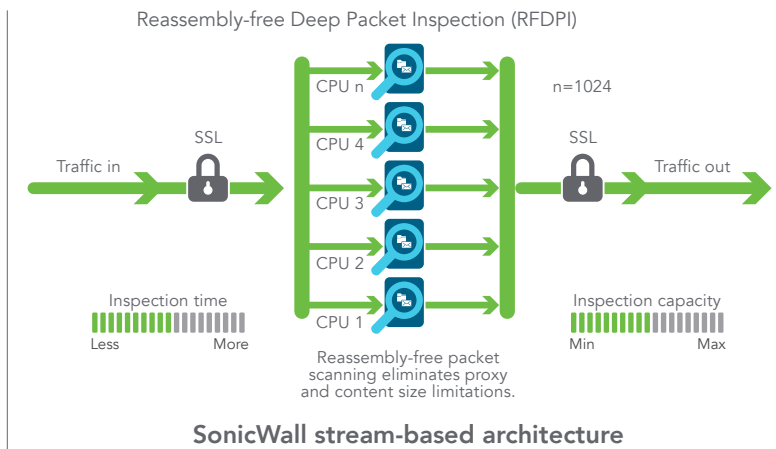 Reassembly-free Deep Packet Inspection (RFDPI)
CPU n
n=1024
SSL
CPU 4
SSL
Traffic in
Traffic out
CPU 3
CPU 2
Inspection time
Less More
CPU 1
Inspection capacity
Min Max
Reassembly-free packet
scanning eliminates proxy
and content size limitations.
SonicWall stream-based architecture